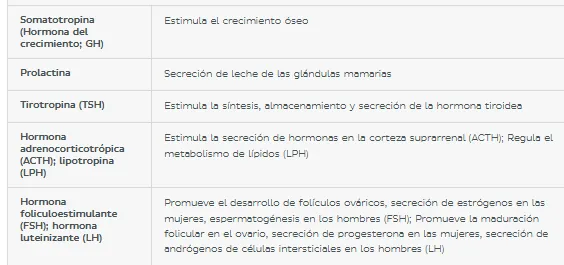 Somatotropina
(Hormona del
crecimiento; GH)
Estimula el crecimiento óseo
Prolactina
Secreción de leche de las glándulas mamarias
Tirotropina (TSH)
Estimula la síntesis, almacenamiento y secreción de la hormona tiroidea
Hormona
adrenocorticotrópica
(ACTH); lipotropina
(LPH)
Estimula la secreción de hormonas en la corteza suprarrenal (ACTH); Regula el
metabolismo de lípidos (LPH)
Hormona
foliculoestimulante
(FSH); hormona
luteinizante (LH)
Promueve el desarrollo de folículos ováricos, secreción de estrógenos en las
mujeres, espermatogénesis en los hombres (FSH); Promueve la maduración
folicular en el ovario, secreción de progesterona en las mujeres, secreción de
andrógenos de células intersticiales en los hombres (LH)